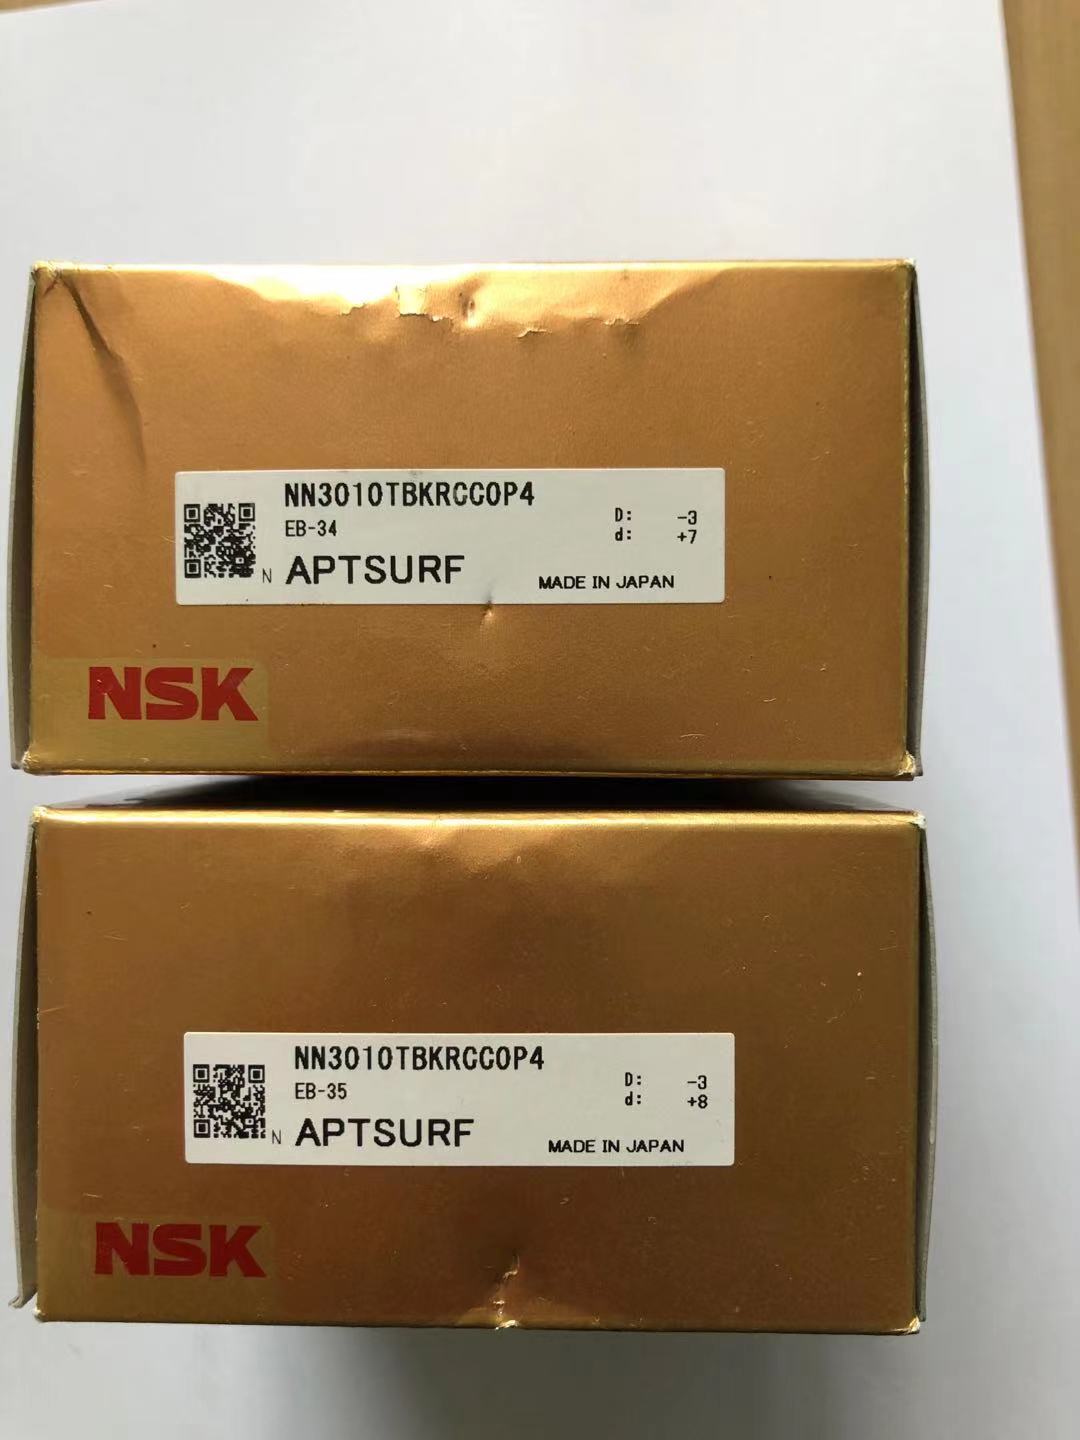 NN3010TBKRCC0P4
EB-34
D: -3
d: +7
N APTSURF
MADE IN JAPAN
NSK
NN3010TBKRCC0P4
EB-35
D: -3
d: +8
N APTSURF
MADE IN JAPAN
NSK